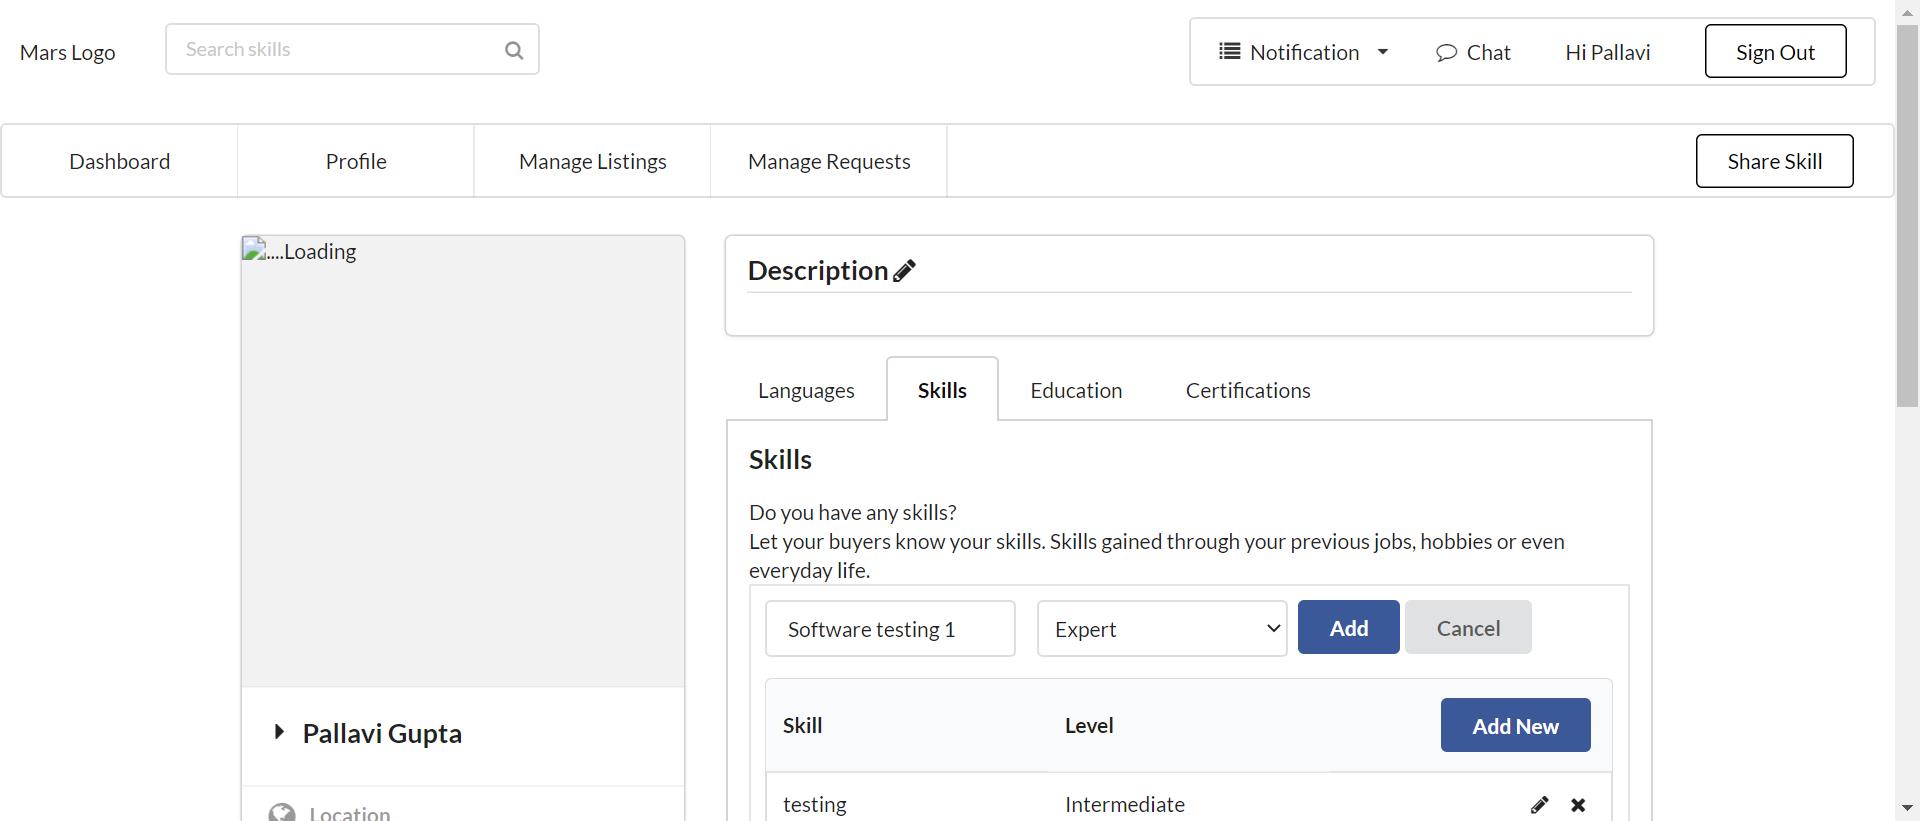 Mars Logo
Search skills
Notification
Chat
Hi Pallavi
Sign Out
Dashboard
Profile
Manage Listings
Manage Requests
Share Skill
....Loading
Pallavi Gupta
Location
Description
Languages
Skills
Education
Certifications
Skills
Do you have any skills?
Let your buyers know your skills. Skills gained through your previous jobs, hobbies or even
everyday life.
Software testing 1
Expert
Add
Cancel
Skill
Level
Add New
testing
Intermediate